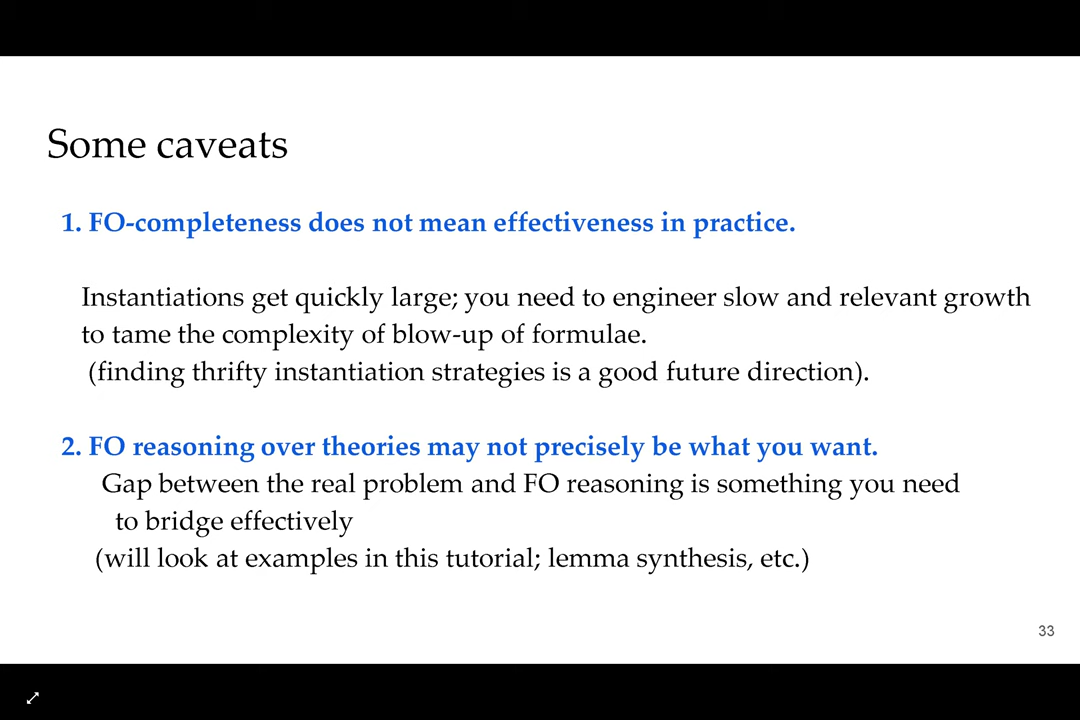 Some caveats
1. FO-completeness does not mean effectiveness in practice.
Instantiations get quickly large; you need to engineer slow and relevant growth
to tame the complexity of blow-up of formulae.
(finding thrifty instantiation strategies is a good future direction).
2. FO reasoning over theories may not precisely be what you want.
Gap between the real problem and FO reasoning is something you need
to bridge effectively
(will look at examples in this tutorial; lemma synthesis, etc.)
33